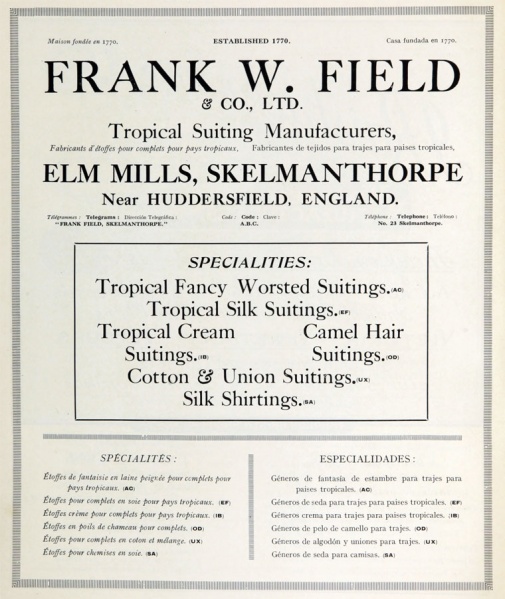 Maison fondée en 1770.
ESTABLISHED 1770.
Casa fundada en 1770.
FRANK W. FIELD
& CO., LTD.
Tropical Suiting Manufacturers,
Fabricants d'étoffes pour complets pour pays tropicaux.
Fabricantes de tejidos para trajes para paises tropicales,
ELM MILLS, SKELMANTHORPE
Near HUDDERSFIELD, ENGLAND.
Télégrammes : Telegrams : Dirección Telegráfica :
"FRANK FIELD, SKELMANTHORPE."
Code : Code : Clave :
A.B.C.
Téléphone : Telephone : Teléfono :
No. 23 Skelmanthorpe.
SPECIALITIES:
Tropical Fancy Worsted Suitings.(AC)
Tropical Silk Suitings.(EF)
Tropical Cream
Suitings.(IB)
Camel Hair
Suitings.(OD)
Cotton & Union Suitings.(UX)
Silk Shirtings.(SA)
SPÉCIALITÉS :
Étoffes de fantaisie en laine peignée pour complets pour
pays tropicaux. (AC)
Étoffes pour complets en soie pour pays tropicaux. (EF)
Étoffes crème pour complets pour pays tropicaux. (IB)
Étoffes en poils de chameau pour complets. (OD)
Étoffes pour complets en coton et mélange. (UX)
Étoffes pour chemises en soie. (SA)
ESPECIALIDADES :
Géneros de fantasia de estambre para trajes para
paises tropicales. (AC)
Géneros de seda para trajes para paises tropicales. (EF)
Géneros crema para trajes para paises tropicales. (IB)
Géneros de pelo de camello para trajes. (OD)
Géneros de algodón y uniones para trajes. (UX)
Géneros de seda para camisas. (SA)